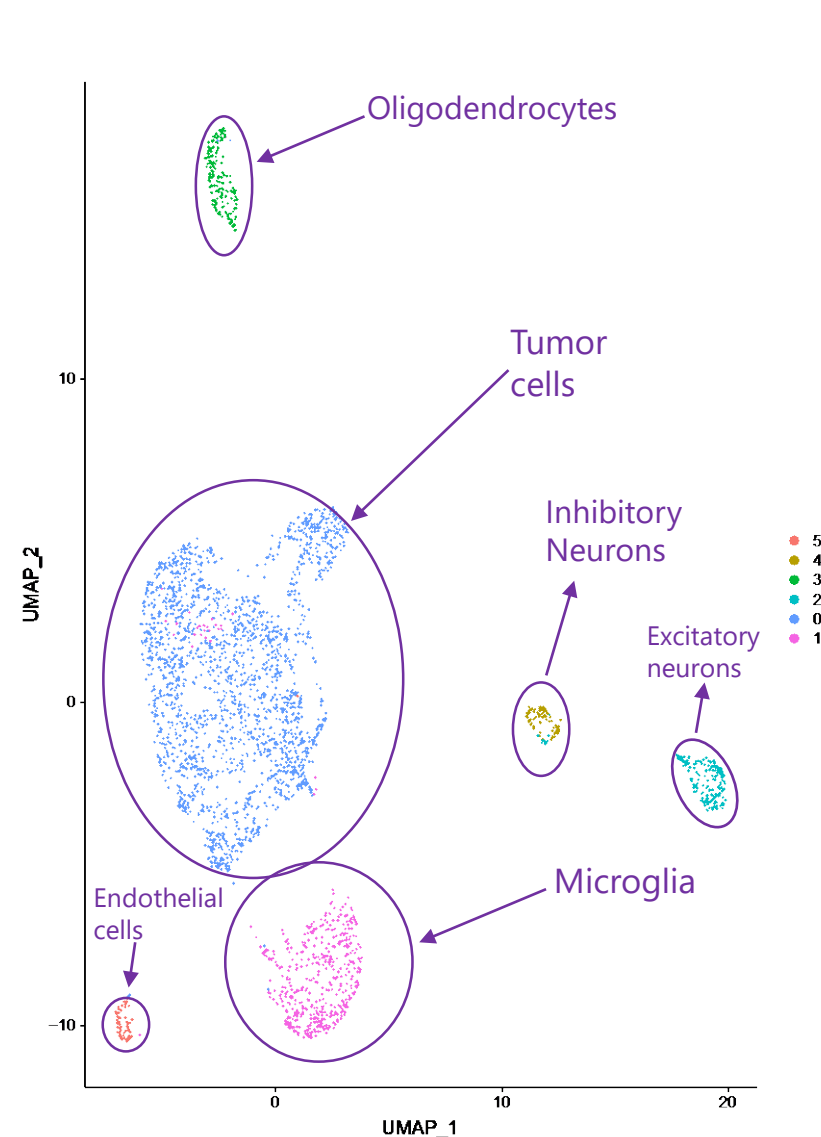 Oligodendrocytes
Tumor
cells
10
Inhibitory
Neurons
UMAP_2
5
4
3
2
0
1
Excitatory
neurons
0
Microglia
Endothelial
cells
−10
0
10
20
UMAP_1